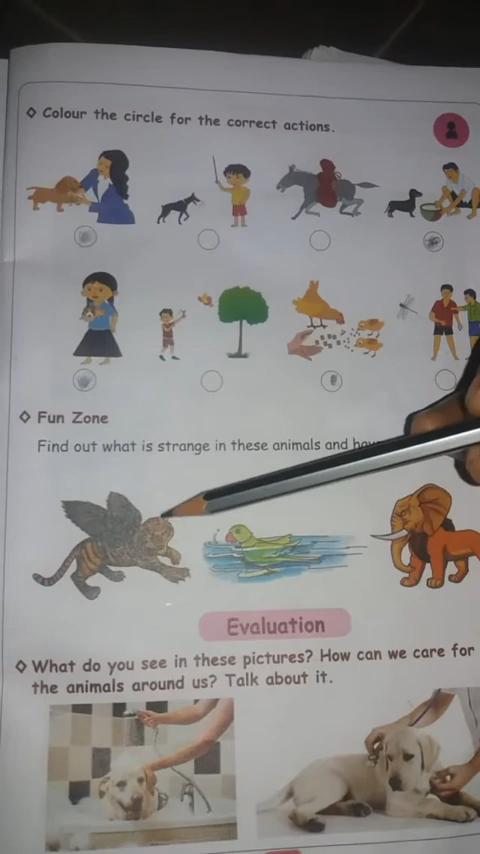 ◇ Colour the circle for the correct actions.
◇ Fun Zone
Find out what is strange in these animals and
Evaluation
◇ What do you see in these pictures? How can we care for
the animals around us? Talk about it.